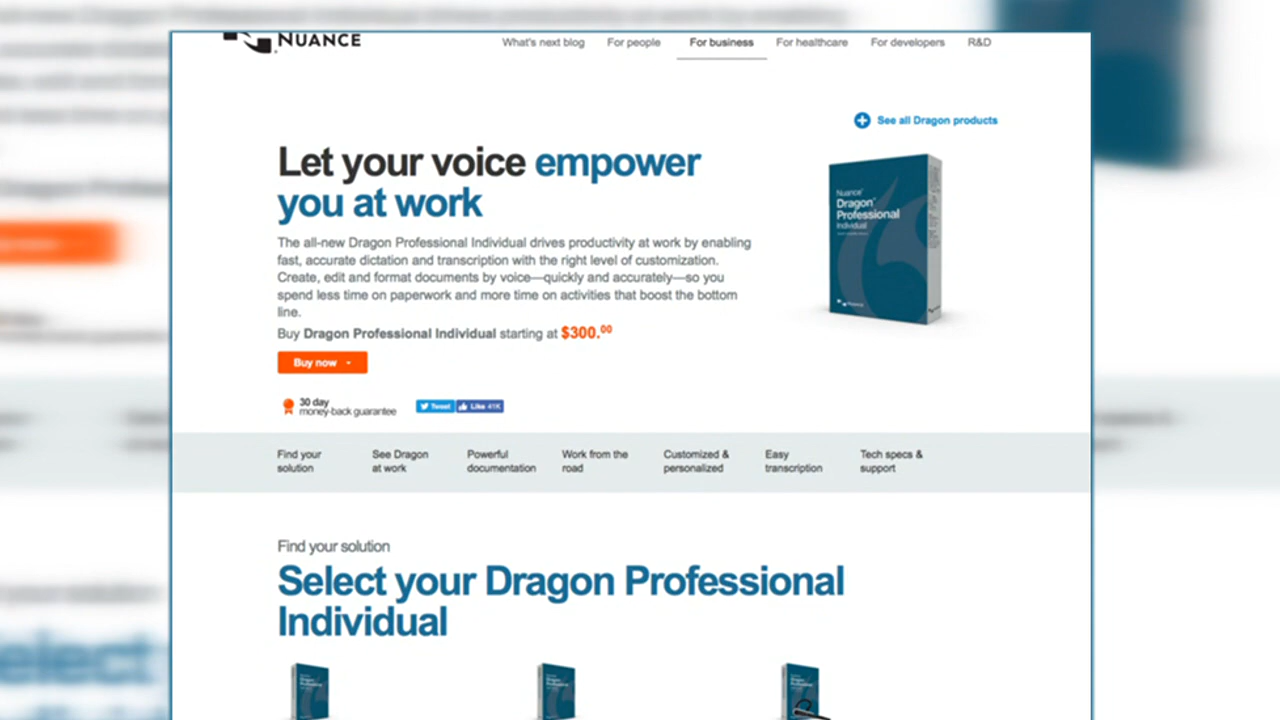 NUANCE
What's next blog For people For business For healthcare For developers R&D
See all Dragon products
Let your voice empower
you at work
Nuance
Dragon
Professional
Individual
The all-new Dragon Professional Individual drives productivity at work by enabling
fast, accurate dictation and transcription with the right level of customization.
Create, edit and format documents by voice—quickly and accurately—so you
spend less time on paperwork and more time on activities that boost the bottom
line.
Buy Dragon Professional Individual starting at $300.00
Buy now
30 day
money-back guarantee
Tweet Like 41K
Find your solution
See Dragon at work
Powerful documentation
Work from the road
Customized & personalized
Easy transcription
Tech specs & support
Find your solution
Select your Dragon Professional
Individual
Dragon
Professional
Dragon
Professional
Dragon
Professional